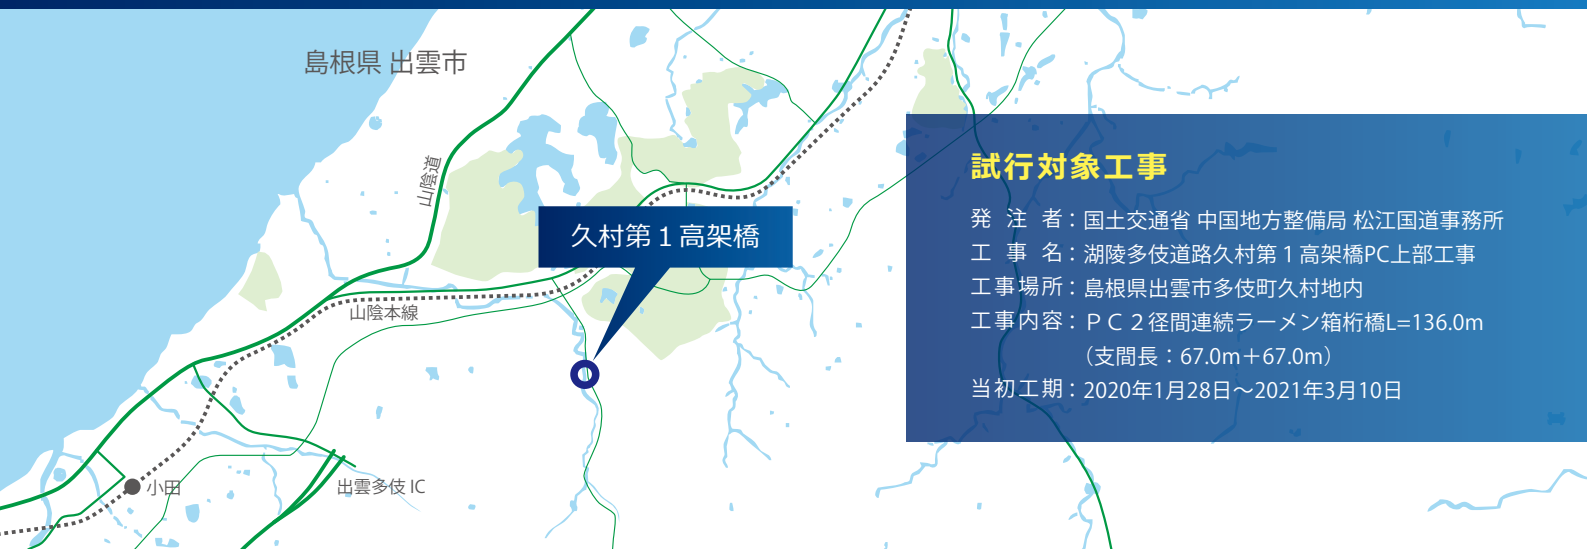 島根県 出雲市
山陰道
久村第１高架橋
山陰本線
小田
出雲多伎 IC
試行対象工事
発注者：国土交通省 中国地方整備局 松江国道事務所
工事名：湖陵多伎道路久村第１高架橋PC上部工事
工事場所：島根県出雲市多伎町久村地内
工事内容：ＰＣ２径間連続ラーメン箱桁橋L=136.0m
（支間長：67.0m＋67.0m）
当初工期：2020年1月28日～2021年3月10日